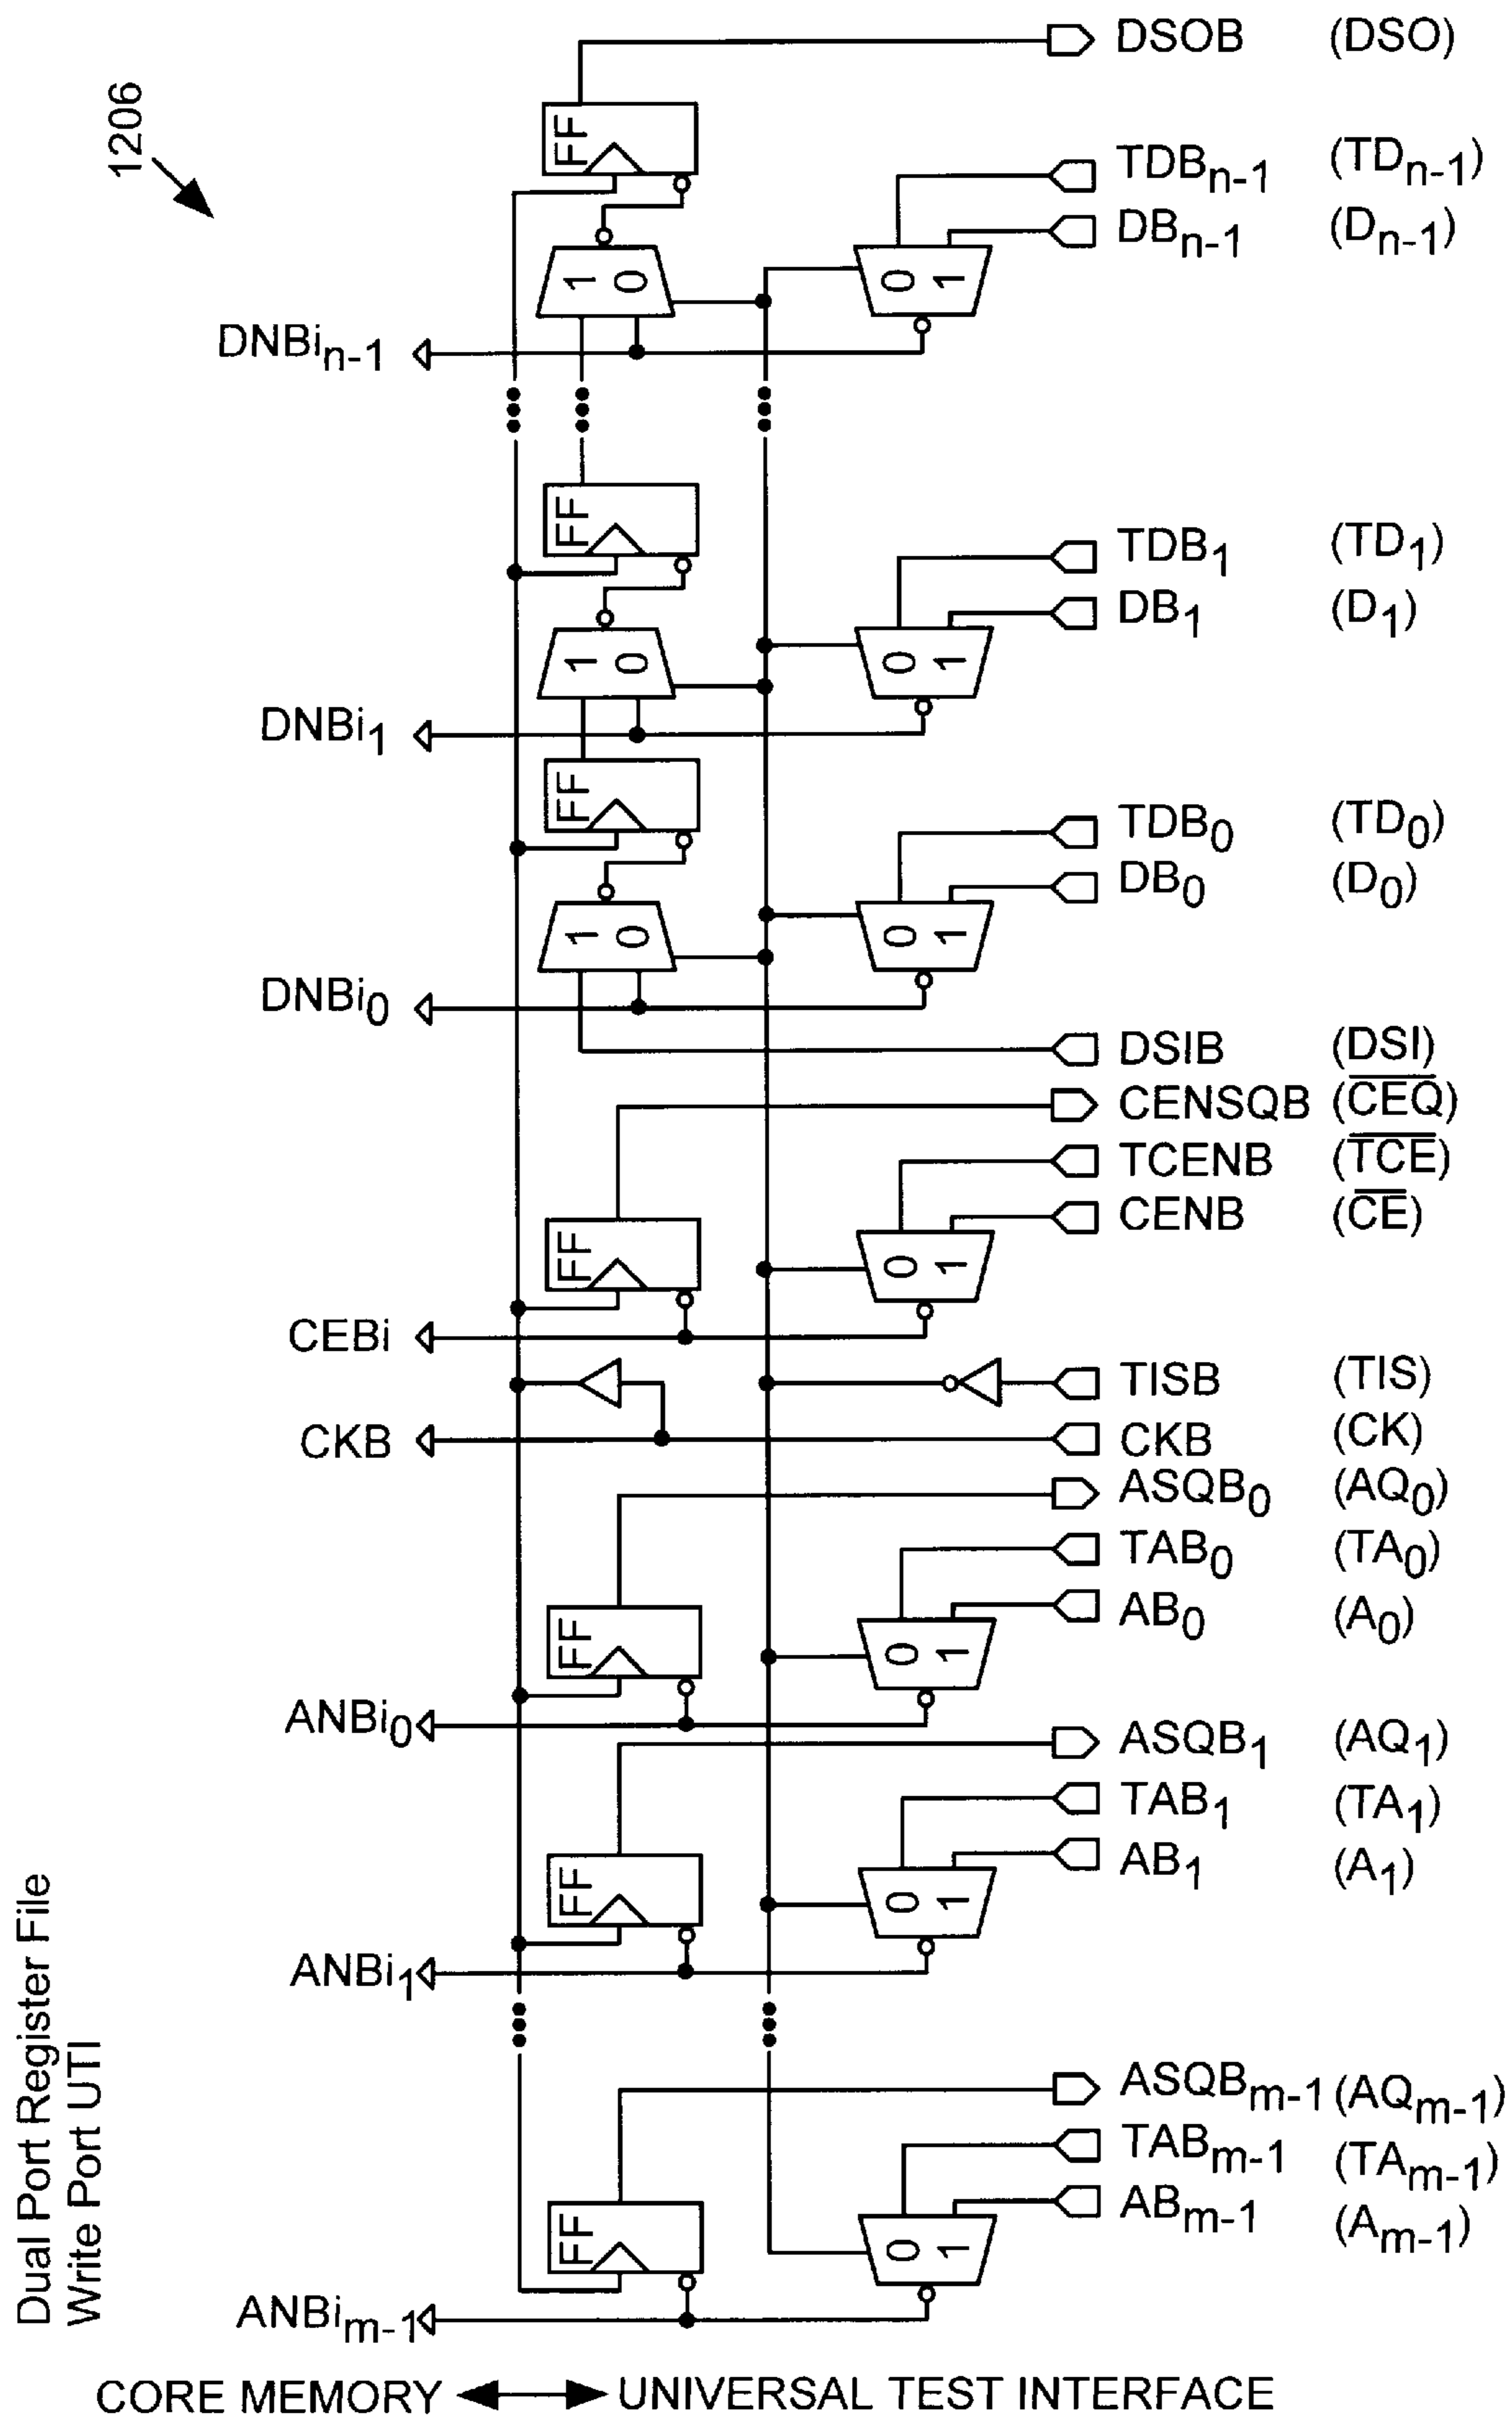 1206
DSOB (DSO)
FF
TDBn-1 (TDn-1)
DBn-1 (Dn-1)
1 0
0 1
DNBin-1
FF
TDB1 (TD1)
DB1 (D1)
1 0
0 1
DNBi1
FF
TDB0 (TD0)
DB0 (D0)
1 0
0 1
DNBi0
DSIB (DSI)
CENSQB (CEQ)
TCENB (TCE)
CENB (CE)
FF
0 1
CEBi
TISB (TIS)
CKB
CKB (CK)
ASQB0 (AQ0)
TAB0 (TA0)
AB0 (A0)
FF
0 1
ANBi0
ASQB1 (AQ1)
TAB1 (TA1)
AB1 (A1)
FF
0 1
ANBi1
ASQBm-1 (AQm-1)
TABm-1 (TAm-1)
ABm-1 (Am-1)
FF
0 1
ANBim-1
Dual Port Register File
Write Port UTI
CORE MEMORY UNIVERSAL TEST INTERFACE